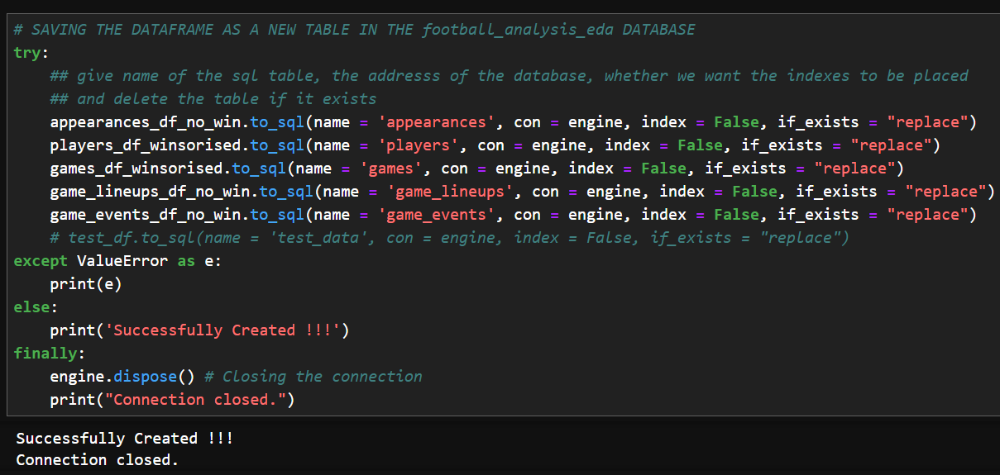 # SAVING THE DATAFRAME AS A NEW TABLE IN THE football_analysis_eda DATABASE
try:
    ## give name of the sql table, the addresss of the database, whether we want the indexes to be placed
    ## and delete the table if it exists
    appearances_df_no_win.to_sql(name = 'appearances', con = engine, index = False, if_exists = "replace")
    players_df_winsorised.to_sql(name = 'players', con = engine, index = False, if_exists = "replace")
    games_df_winsorised.to_sql(name = 'games', con = engine, index = False, if_exists = "replace")
    game_lineups_df_no_win.to_sql(name = 'game_lineups', con = engine, index = False, if_exists = "replace")
    game_events_df_no_win.to_sql(name = 'game_events', con = engine, index = False, if_exists = "replace")
    # test_df.to_sql(name = 'test_data', con = engine, index = False, if_exists = "replace")
except ValueError as e:
    print(e)
else:
    print('Successfully Created !!!')
finally:
    engine.dispose() # Closing the connection
    print("Connection closed.")
Successfully Created !!!
Connection closed.